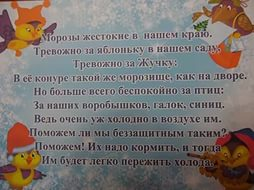 Морозы жестокие в нашем краю.
Тревожно за яблоньку в нашем саду,
Тревожно за Жучку:
В её конуре такое же морозище, как на дворе.
Но больше всего беспокойно за птиц:
За наших воробышков, галок, синиц.
Ведь очень уж холодно в воздухе им.
Поможем ли мы беззащитным таким?
Поможем! Их надо кормить, и тогда
Им будет легко пережить холода.